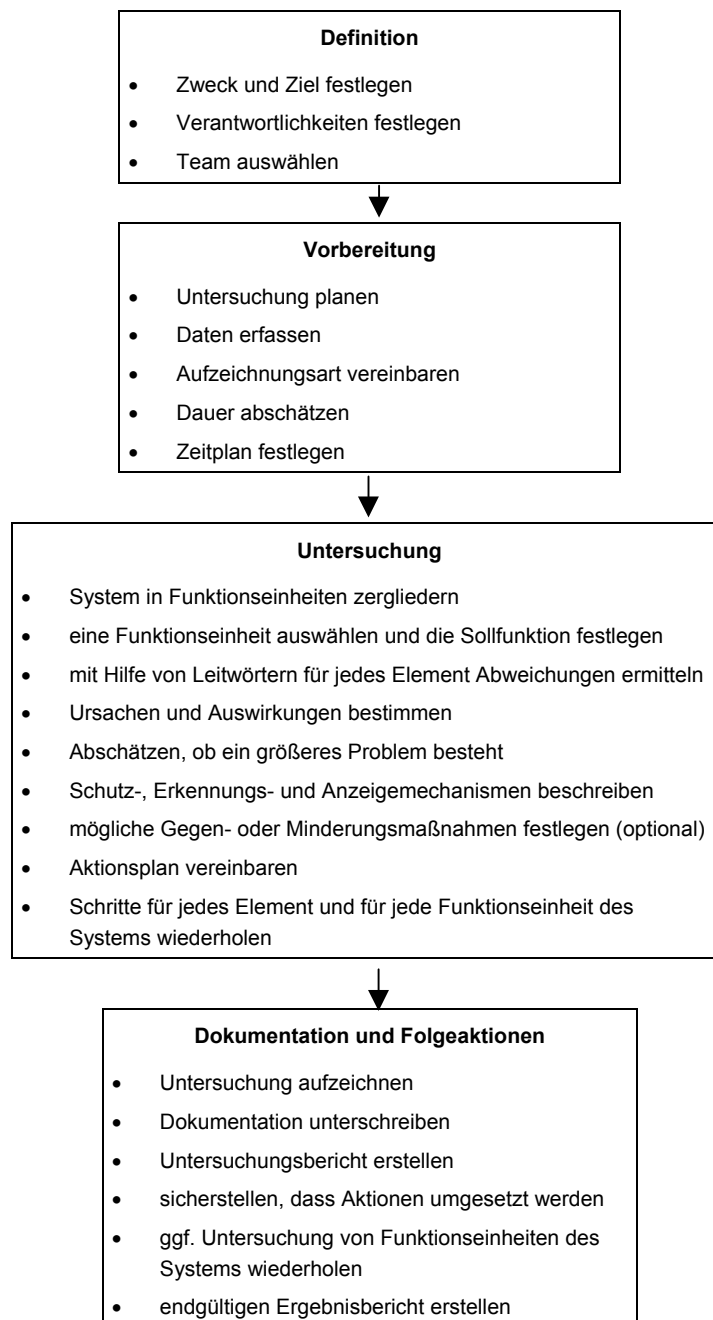 Definition
• Zweck und Ziel festlegen
• Verantwortlichkeiten festlegen
• Team auswählen
Vorbereitung
• Untersuchung planen
• Daten erfassen
• Aufzeichnungsart vereinbaren
• Dauer abschätzen
• Zeitplan festlegen
Untersuchung
• System in Funktionseinheiten zergliedern
• eine Funktionseinheit auswählen und die Sollfunktion festlegen
• mit Hilfe von Leitwörtern für jedes Element Abweichungen ermitteln
• Ursachen und Auswirkungen bestimmen
• Abschätzen, ob ein größeres Problem besteht
• Schutz-, Erkennungs- und Anzeigemechanismen beschreiben
• mögliche Gegen- oder Minderungsmaßnahmen festlegen (optional)
• Aktionsplan vereinbaren
• Schritte für jedes Element und für jede Funktionseinheit des
Systems wiederholen
Dokumentation und Folgeaktionen
• Untersuchung aufzeichnen
• Dokumentation unterschreiben
• Untersuchungsbericht erstellen
• sicherstellen, dass Aktionen umgesetzt werden
• ggf. Untersuchung von Funktionseinheiten des
Systems wiederholen
• endgültigen Ergebnisbericht erstellen